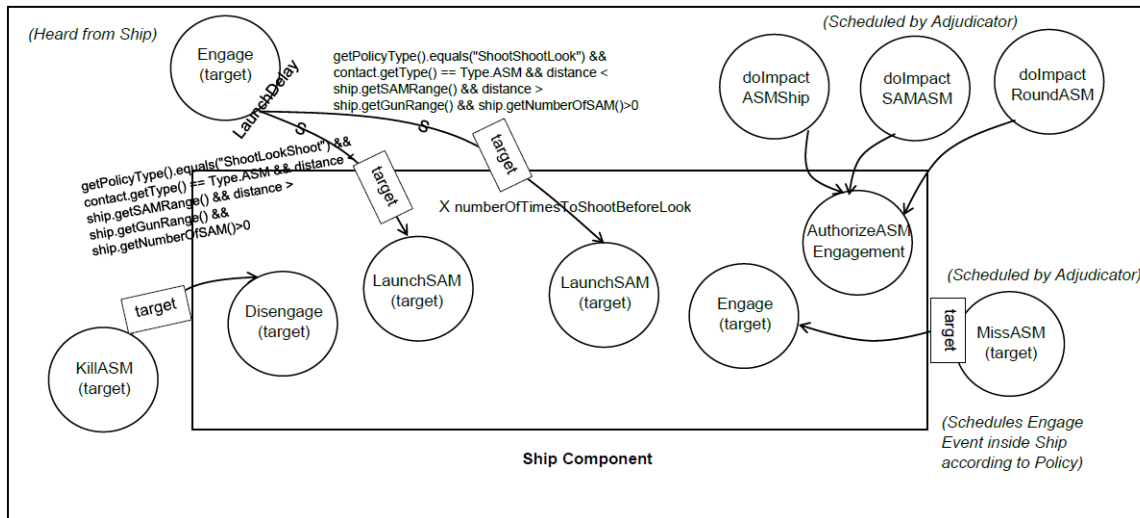 (Heard from Ship)
Engage
(target)
LaunchDelay
getPolicyType().equals("ShootShootLook") &&
contact.getType() == Type.ASM && distance <
ship.getSAMRange() && distance >
ship.getGunRange() && ship.getNumberOfSAM()>0
(Scheduled by Adjudicator)
doImpact
ASMShip
doImpact
SAMASM
doImpact
RoundASM
S
S
getPolicyType().equals("ShootLookShoot") &&
contact.getType() == Type.ASM && distance <
ship.getSAMRange() && distance >
ship.getGunRange() &&
ship.getNumberOfSAM()>0
target
target
X numberOfTimesToShootBeforeLook
AuthorizeASM
Engagement
LaunchSAM
(target)
LaunchSAM
(target)
(Scheduled by Adjudicator)
target
Disengage
(target)
Engage
(target)
target
MissASM
(target)
KillASM
(target)
(Schedules Engage
Event inside Ship
according to Policy)
Ship Component